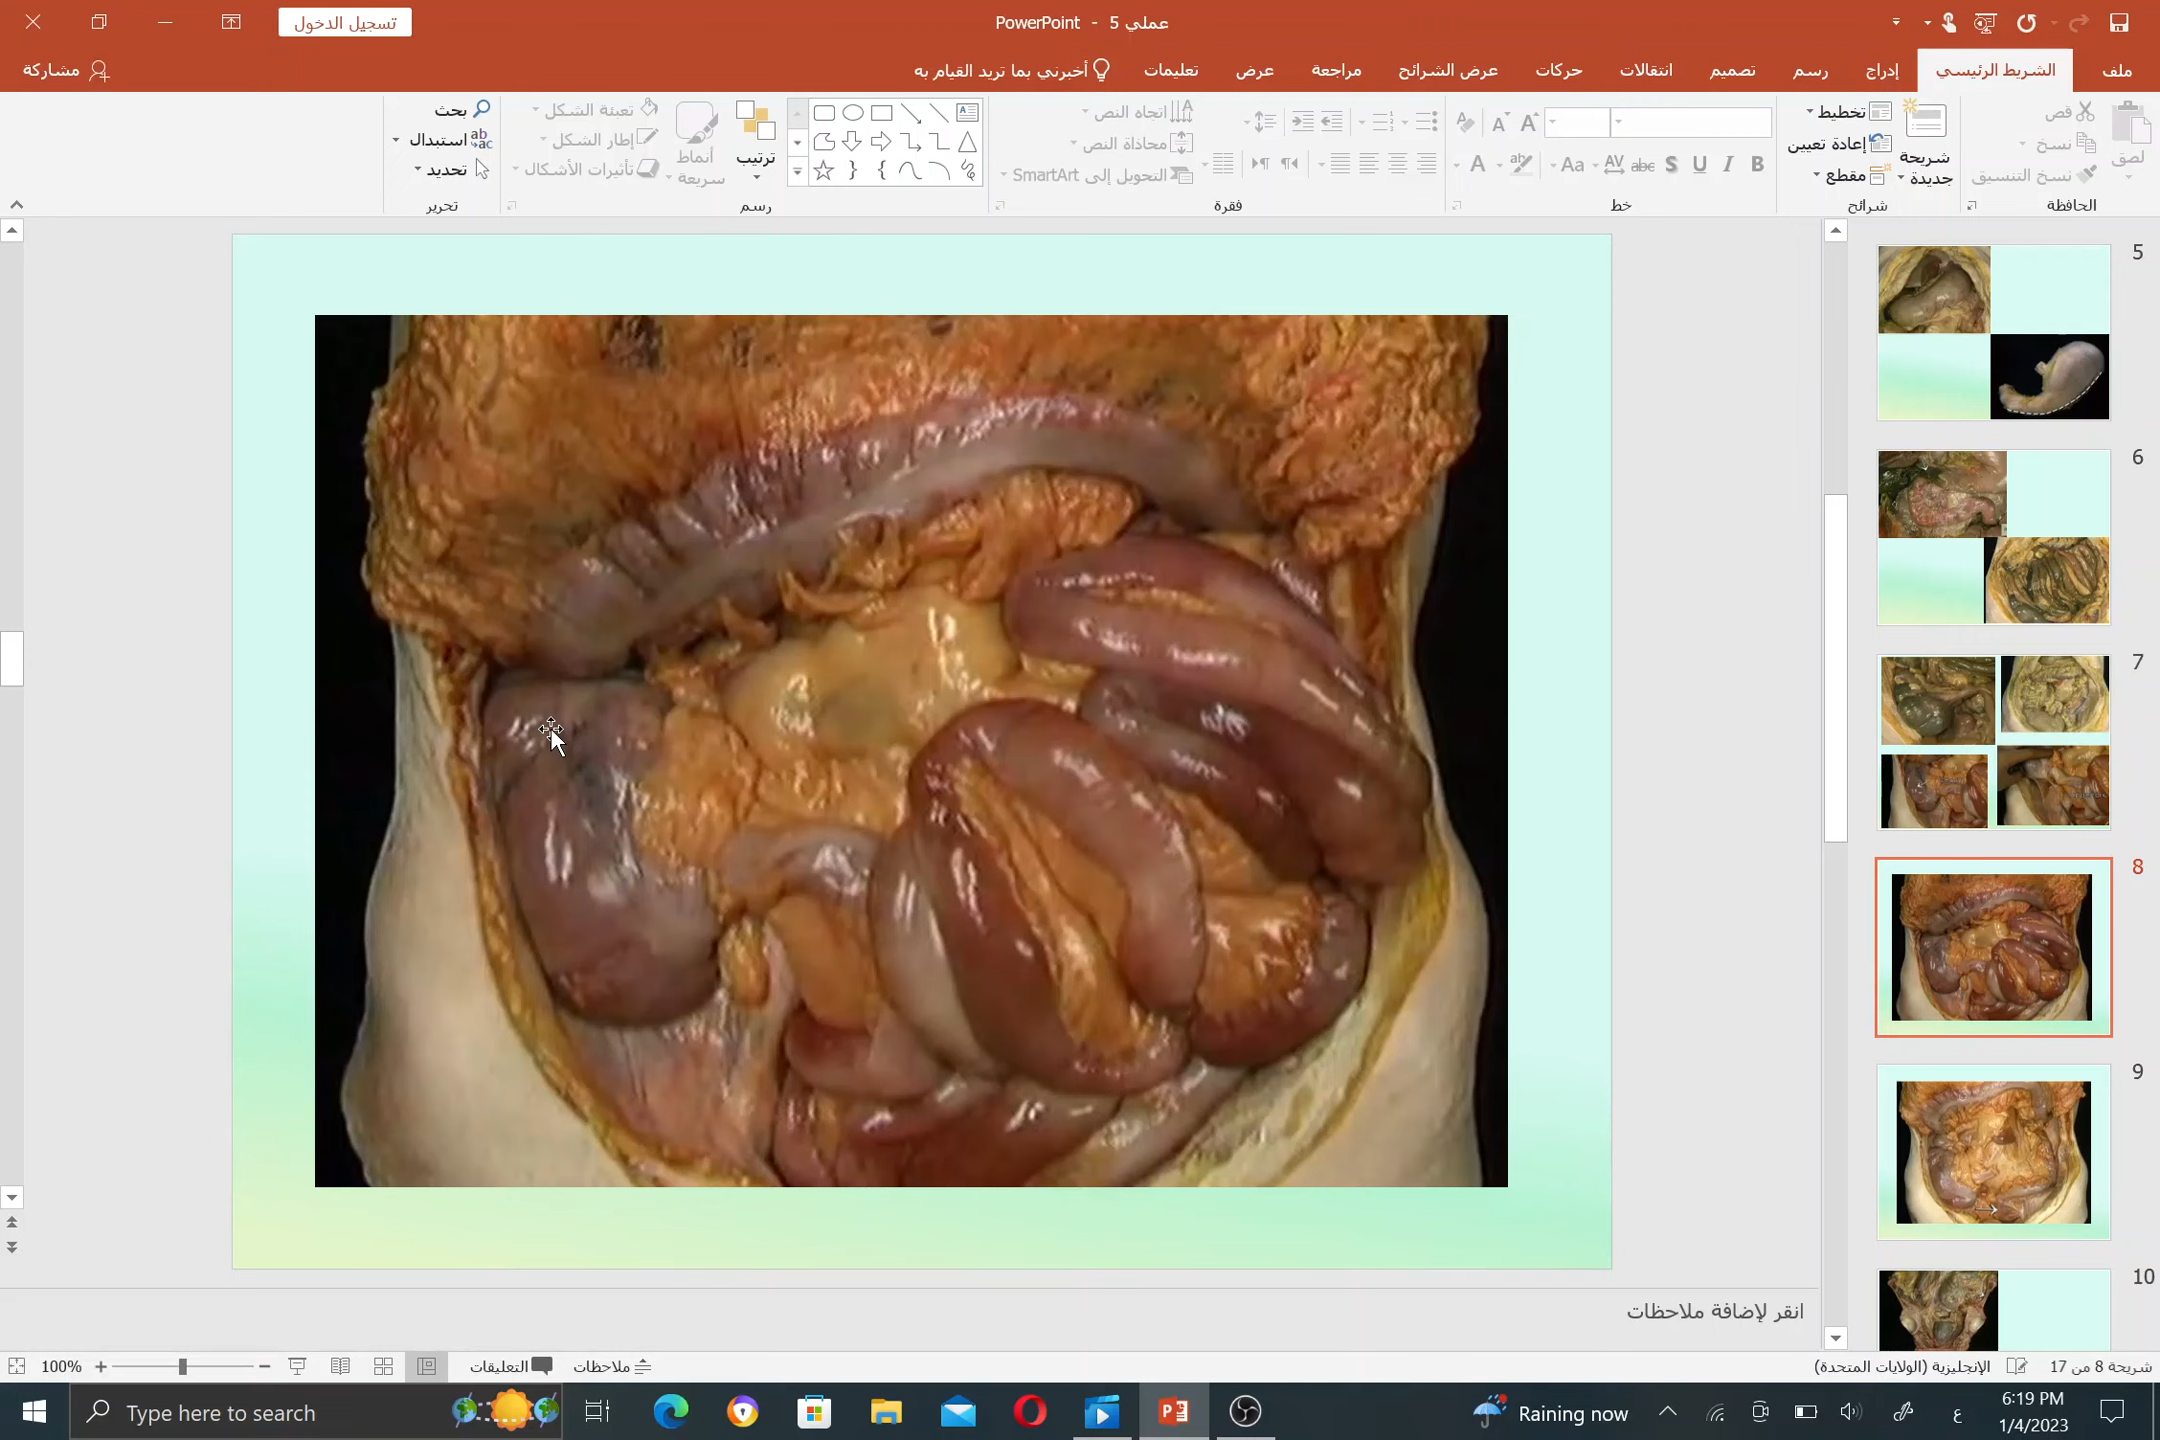 تسجيل الدخول
عملي 5 - PowerPoint
ملف
الشريط الرئيسي
إدراج
رسم
تصميم
انتقالات
حركات
عرض الشرائح
مراجعة
عرض
تعليمات
أخبرني بما تريد القيام به
مشاركة
لصق
قص
نسخ
نسخ التنسيق
الحافظة
شريحة
جديدة
تخطيط
إعادة تعيين
مقطع
شرائح
B I U S abc AV Aa A
خط
اتجاه النص
محاذاة النص
التحويل إلى SmartArt
فقرة
ترتيب
أنماط
سريعة
تعبئة الشكل
إطار الشكل
تأثيرات الأشكال
رسم
بحث
استبدال
تحديد
تحرير
5
6
7
8
9
10
انقر لإضافة ملاحظات
شريحة 8 من 17
الإنجليزية (الولايات المتحدة)
ملاحظات
التعليقات
100%
Type here to search
Raining now
ع
6:19 PM
1/4/2023